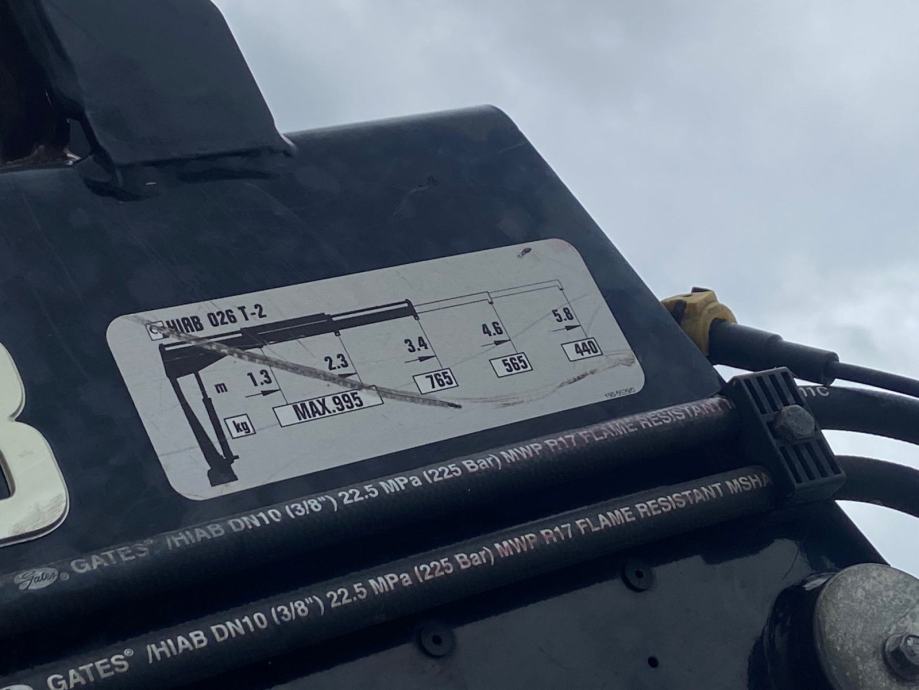 CE HIAB 026 T-2
m 1.3 2.3 3.4 4.6 5.8
kg MAX.995 765 565 440
Gates® GATES® /HIAB DN10 (3/8") 22.5 MPa (225 Bar) MWP R17 FLAME RESISTANT
GATES® /HIAB DN10 (3/8") 22.5 MPa (225 Bar) MWP R17 FLAME RESISTANT MSHA